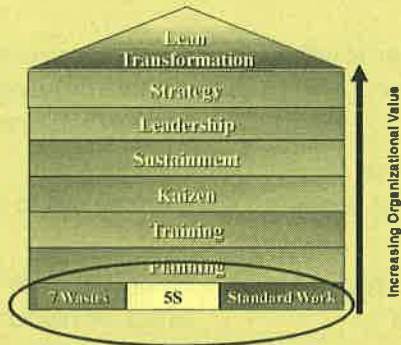 Lean
Transformation
Strategy
Leadership
Sustainment
Kaizen
Training
Planning
7 Wastes 5S Standard Work
Increasing Organizational Value